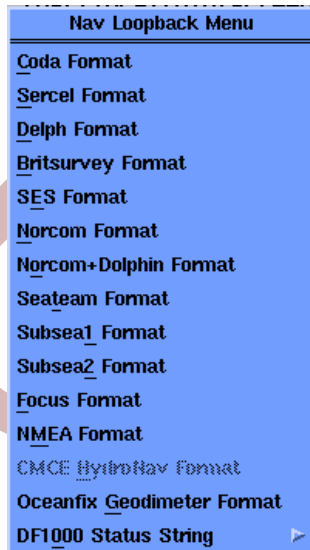 Nav Loopback Menu
Coda Format
Sercel Format
Delph Format
Britsurvey Format
SES Format
Norcom Format
Norcom+Dolphin Format
Seateam Format
Subsea1 Format
Subsea2 Format
Focus Format
NMEA Format
CMCE HydroNav Format
Oceanfix Geodimeter Format
DF1000 Status String